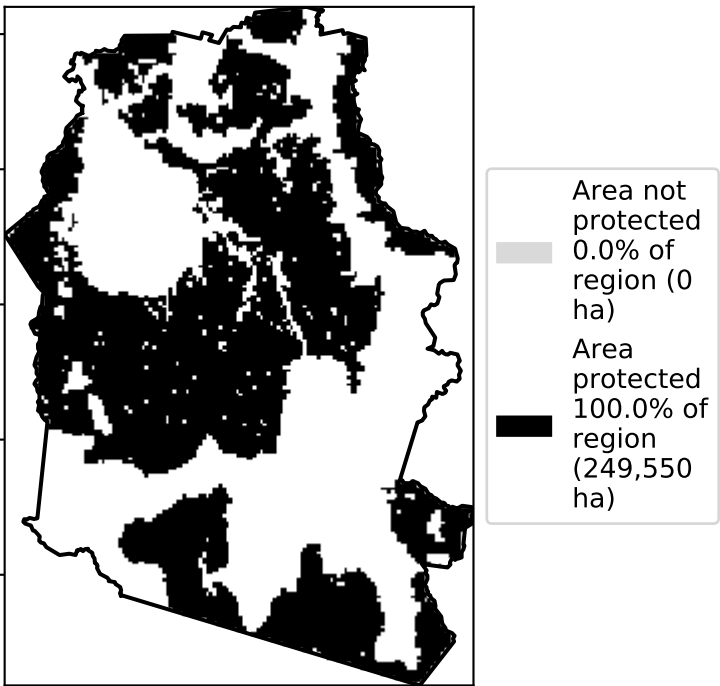 Area not
protected
0.0% of
region (0
ha)
Area
protected
100.0% of
region
(249,550
ha)